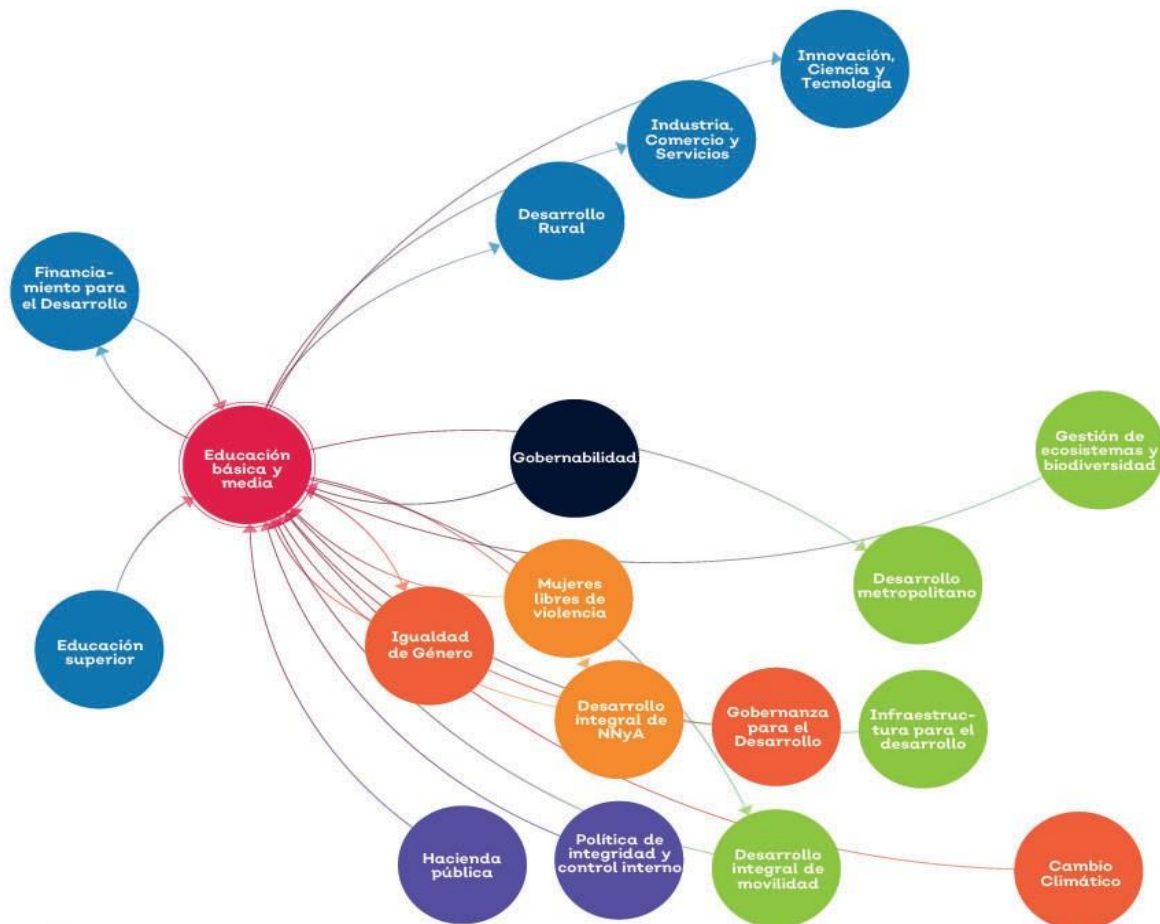 Innovación,
Ciencia y
Tecnología
Industria,
Comercio y
Servicios
Desarrollo
Rural
Financia-
miento para
el Desarrollo
Educación
básica y
media
Gobernabilidad
Gestión de
ecosistemas y
biodiversidad
Desarrollo
metropolitano
Mujeres
libres de
violencia
Igualdad
de Género
Educación
superior
Desarrollo
integral de
NNyA
Gobernanza
para el
Desarrollo
Infraestruc-
tura para el
desarrollo
Hacienda
pública
Política de
integridad y
control interno
Desarrollo
integral de
movilidad
Cambio
Climático